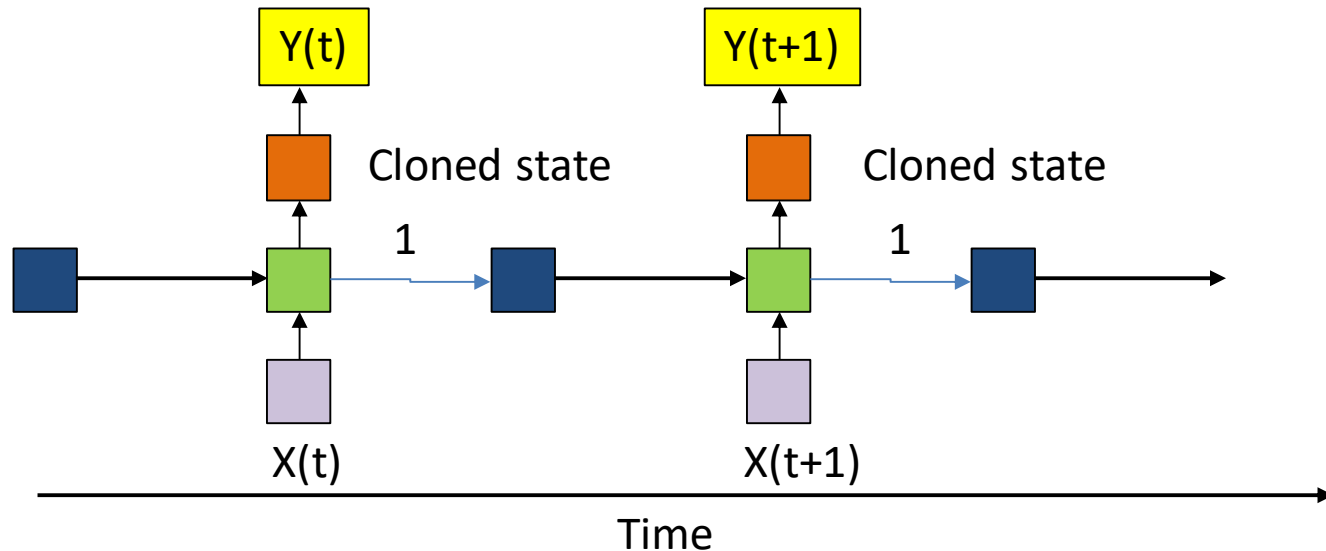 Y(t)
Y(t+1)
Cloned state
Cloned state
1
1
X(t)
X(t+1)
Time